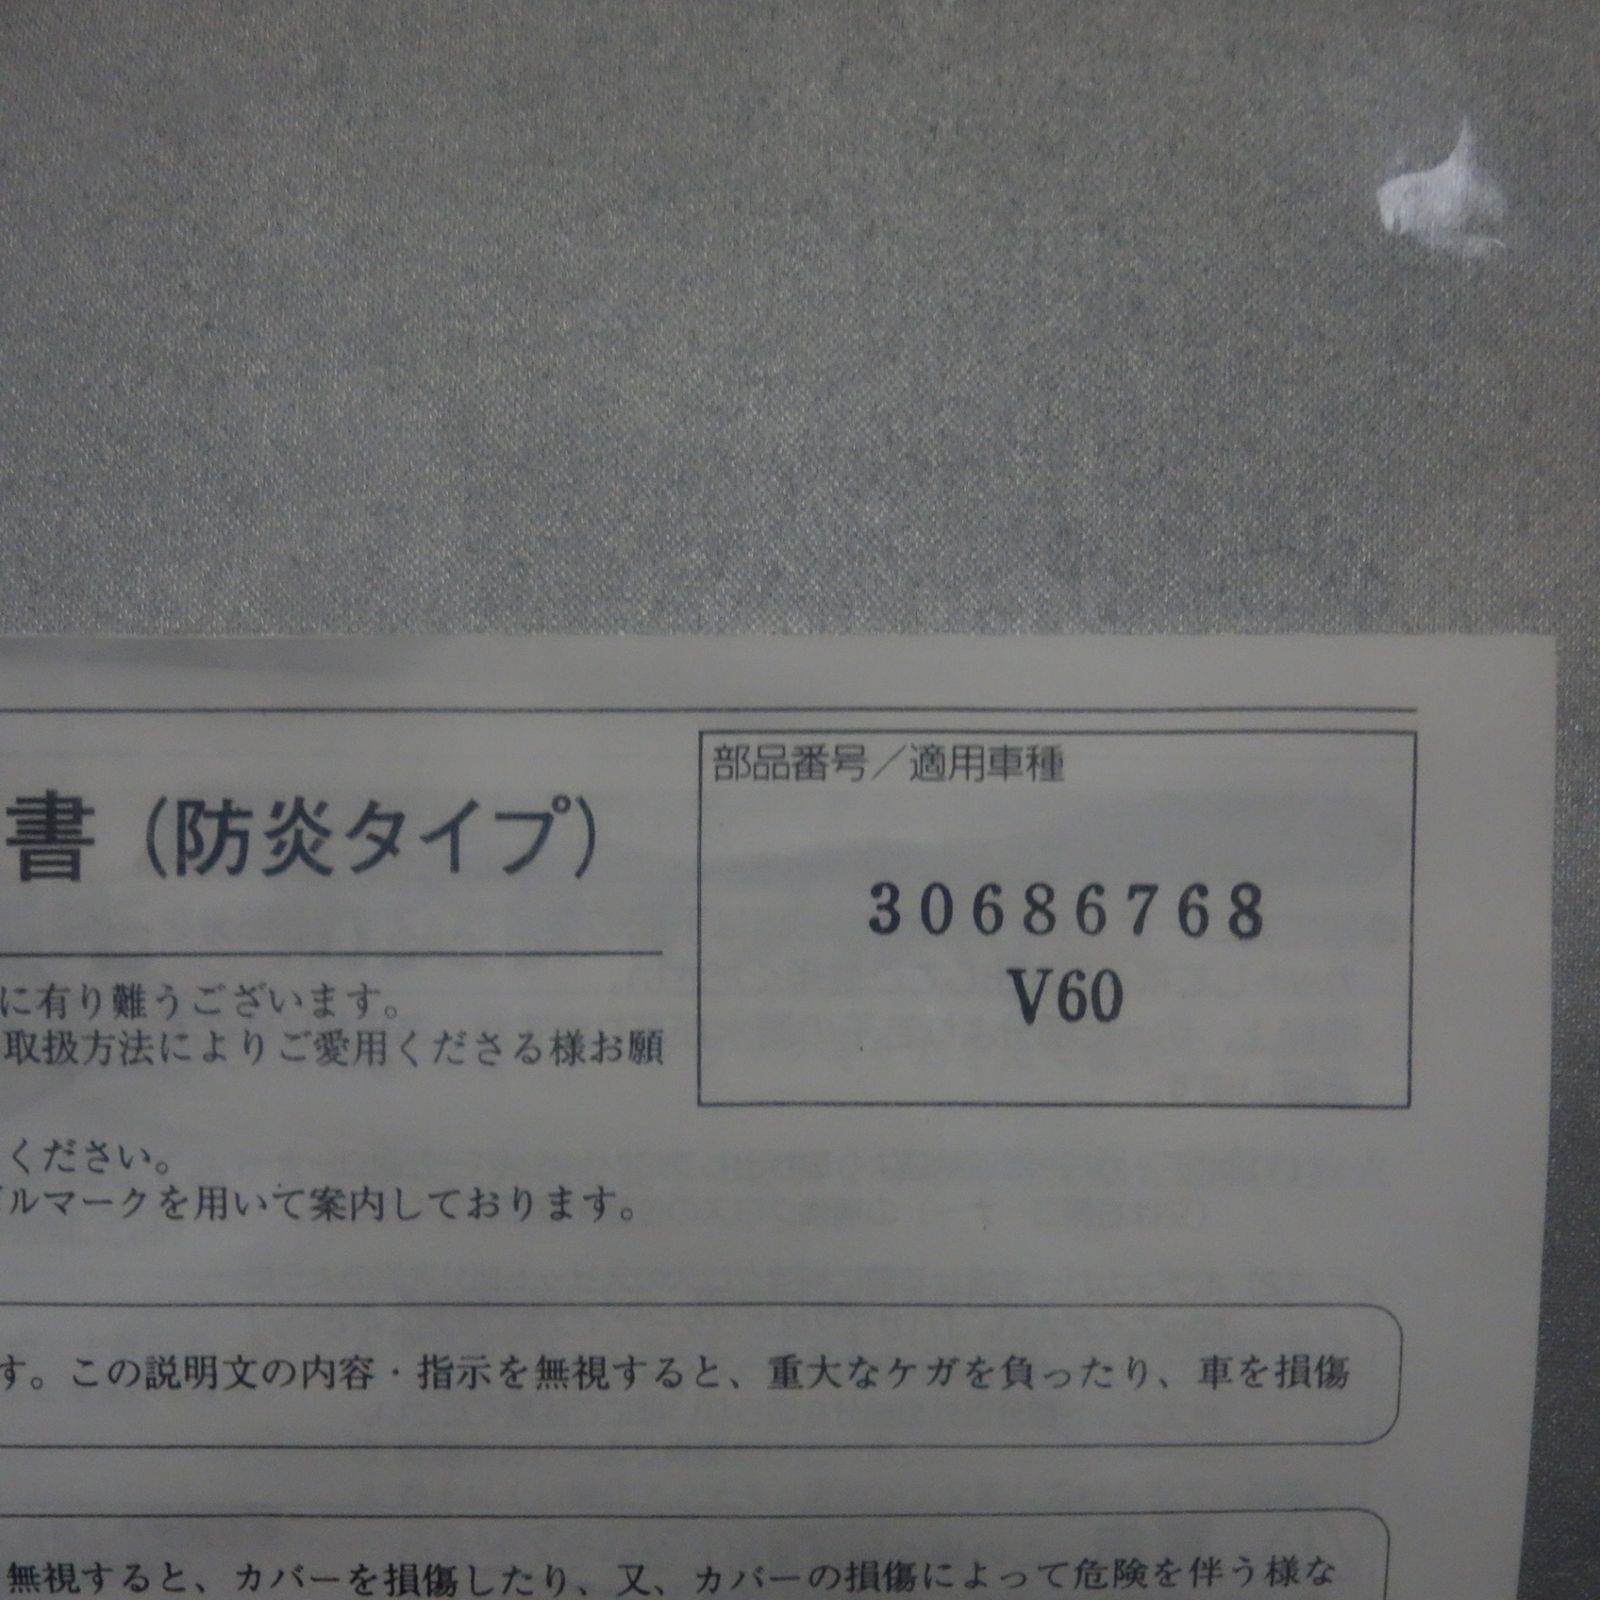 部品番号／適用車種
書（防炎タイプ）
30686768
V60
に有り難うございます。
取扱方法によりご愛用くださる様お願
ください。
ルマークを用いて案内しております。
す。この説明文の内容・指示を無視すると、重大なケガを負ったり、車を損傷
無視すると、カバーを損傷したり、又、カバーの損傷によって危険を伴う様な